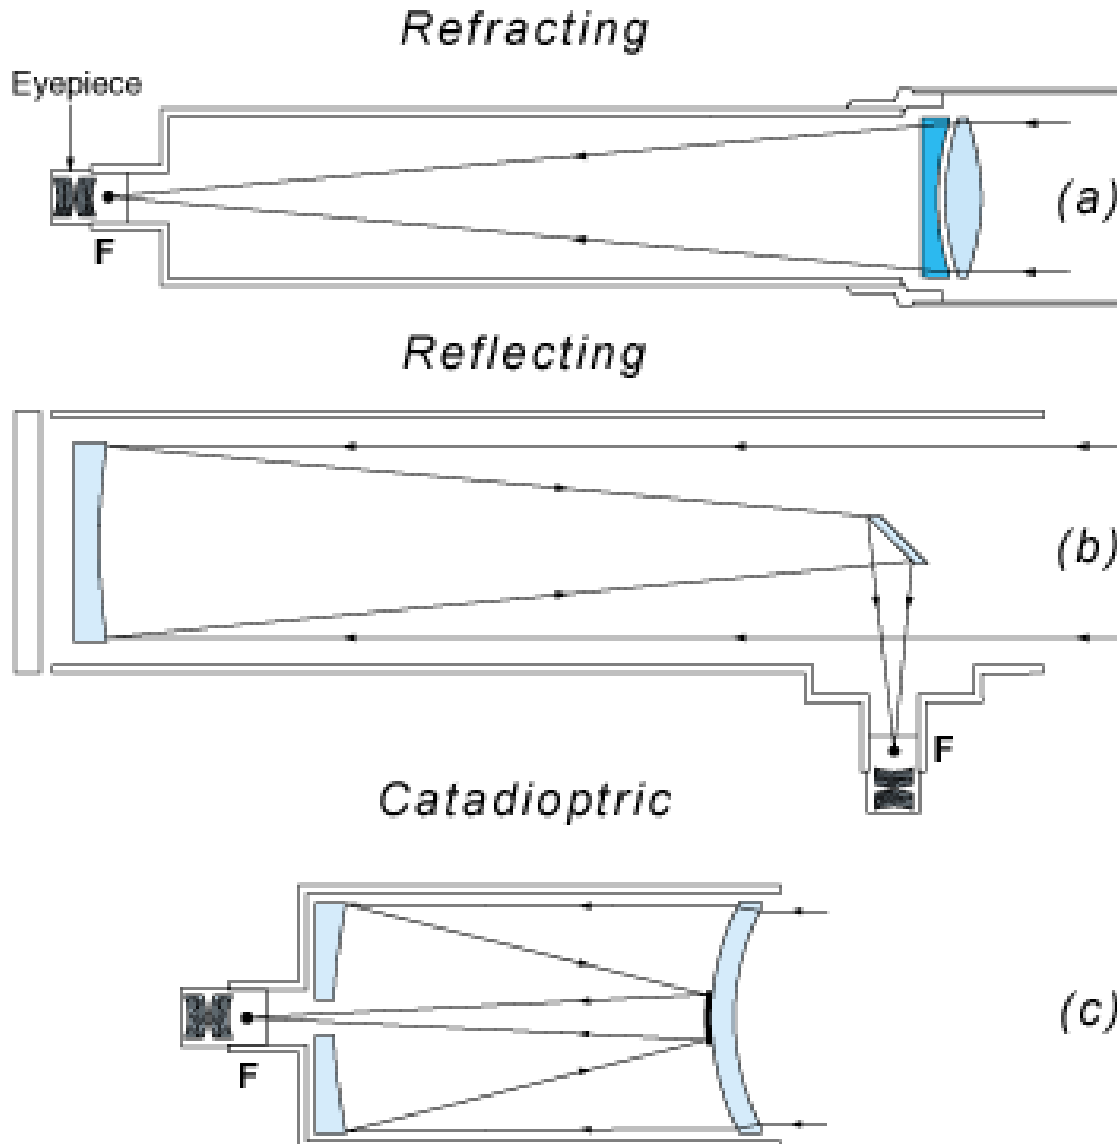 Refracting
Eyepiece
(a)
F
Reflecting
(b)
F
Catadioptric
(c)
F